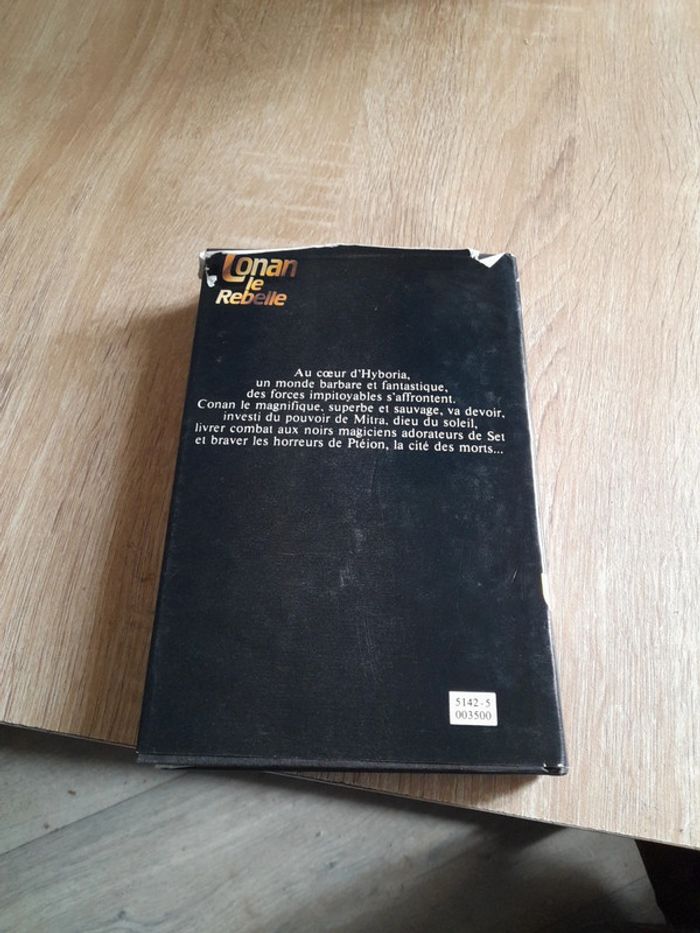 Conan
le
Rebelle
Au cœur d'Hyboria,
un monde barbare et fantastique,
des forces impitoyables s'affrontent.
Conan le magnifique, superbe et sauvage, va devoir,
investi du pouvoir de Mitra, dieu du soleil,
livrer combat aux noirs magiciens adorateurs de Set
et braver les horreurs de Ptéion, la cité des morts...
5142-5
003500